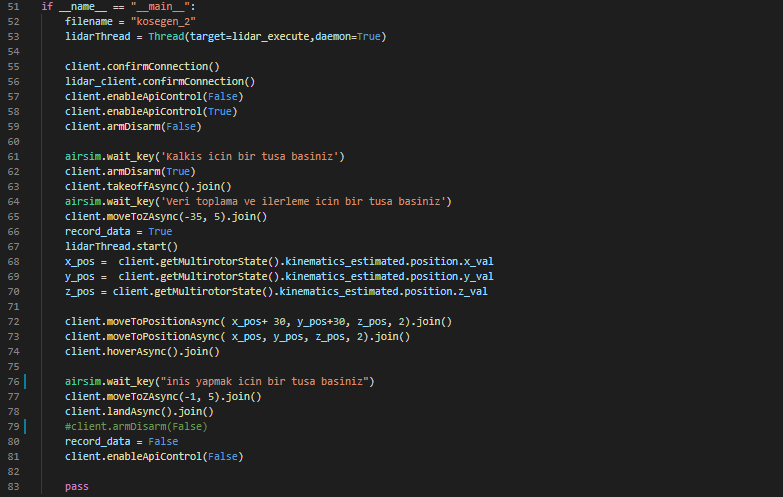 51 if __name__ == "__main__":
52 filename = "kosegen_2"
53 lidarThread = Thread(target=lidar_execute,daemon=True)
54
55 client.confirmConnection()
56 lidar_client.confirmConnection()
57 client.enableApiControl(False)
58 client.enableApiControl(True)
59 client.armDisarm(False)
60
61 airsim.wait_key('Kalkis icin bir tusa basiniz')
62 client.armDisarm(True)
63 client.takeoffAsync().join()
64 airsim.wait_key('Veri toplama ve ilerleme icin bir tusa basiniz')
65 client.moveToZAsync(-35, 5).join()
66 record_data = True
67 lidarThread.start()
68 x_pos =  client.getMultirotorState().kinematics_estimated.position.x_val
69 y_pos =  client.getMultirotorState().kinematics_estimated.position.y_val
70 z_pos = client.getMultirotorState().kinematics_estimated.position.z_val
71
72 client.moveToPositionAsync( x_pos+ 30, y_pos+30, z_pos, 2).join()
73 client.moveToPositionAsync( x_pos, y_pos, z_pos, 2).join()
74 client.hoverAsync().join()
75
76 airsim.wait_key("inis yapmak icin bir tusa basiniz")
77 client.moveToZAsync(-1, 5).join()
78 client.landAsync().join()
79 #client.armDisarm(False)
80 record_data = False
81 client.enableApiControl(False)
82
83 pass